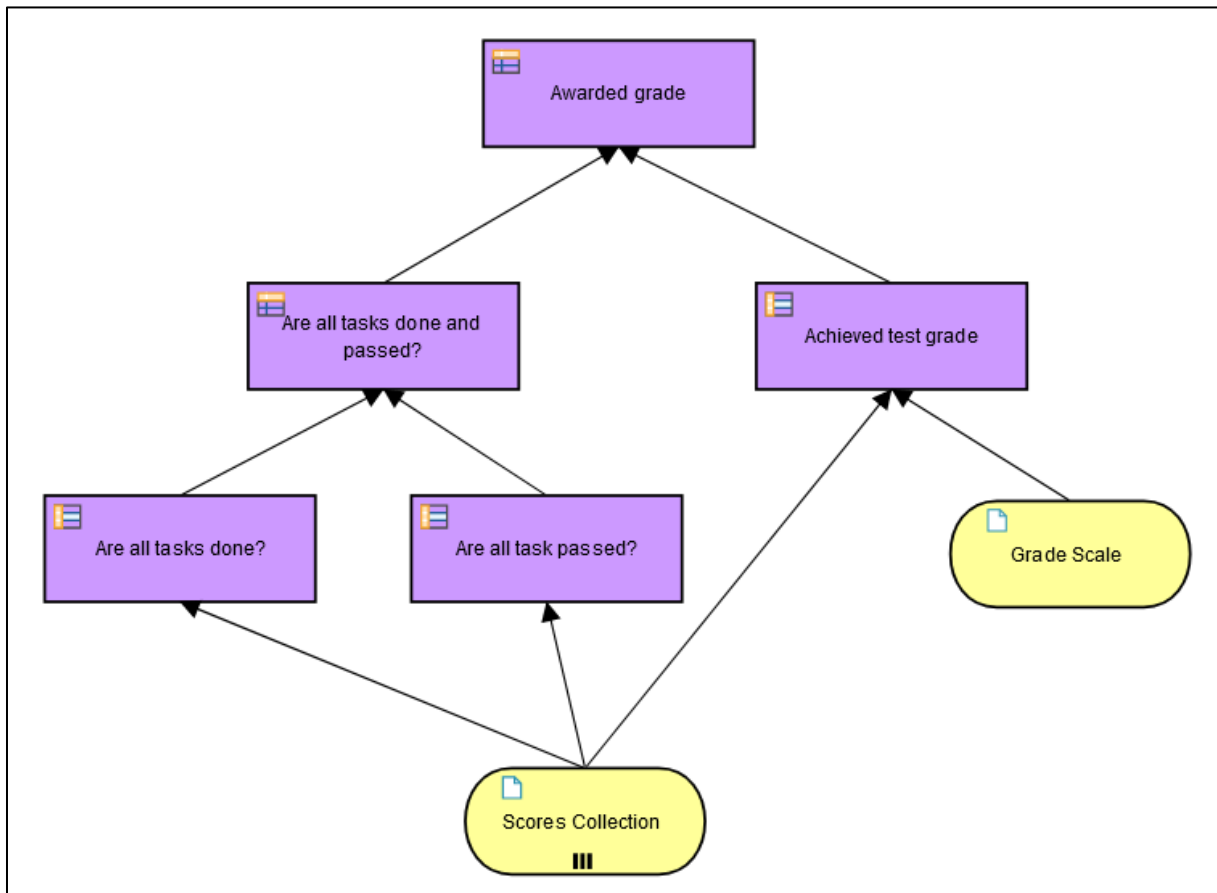 Awarded grade
Are all tasks done and
passed?
Achieved test grade
Are all tasks done?
Are all task passed?
Grade Scale
Scores Collection